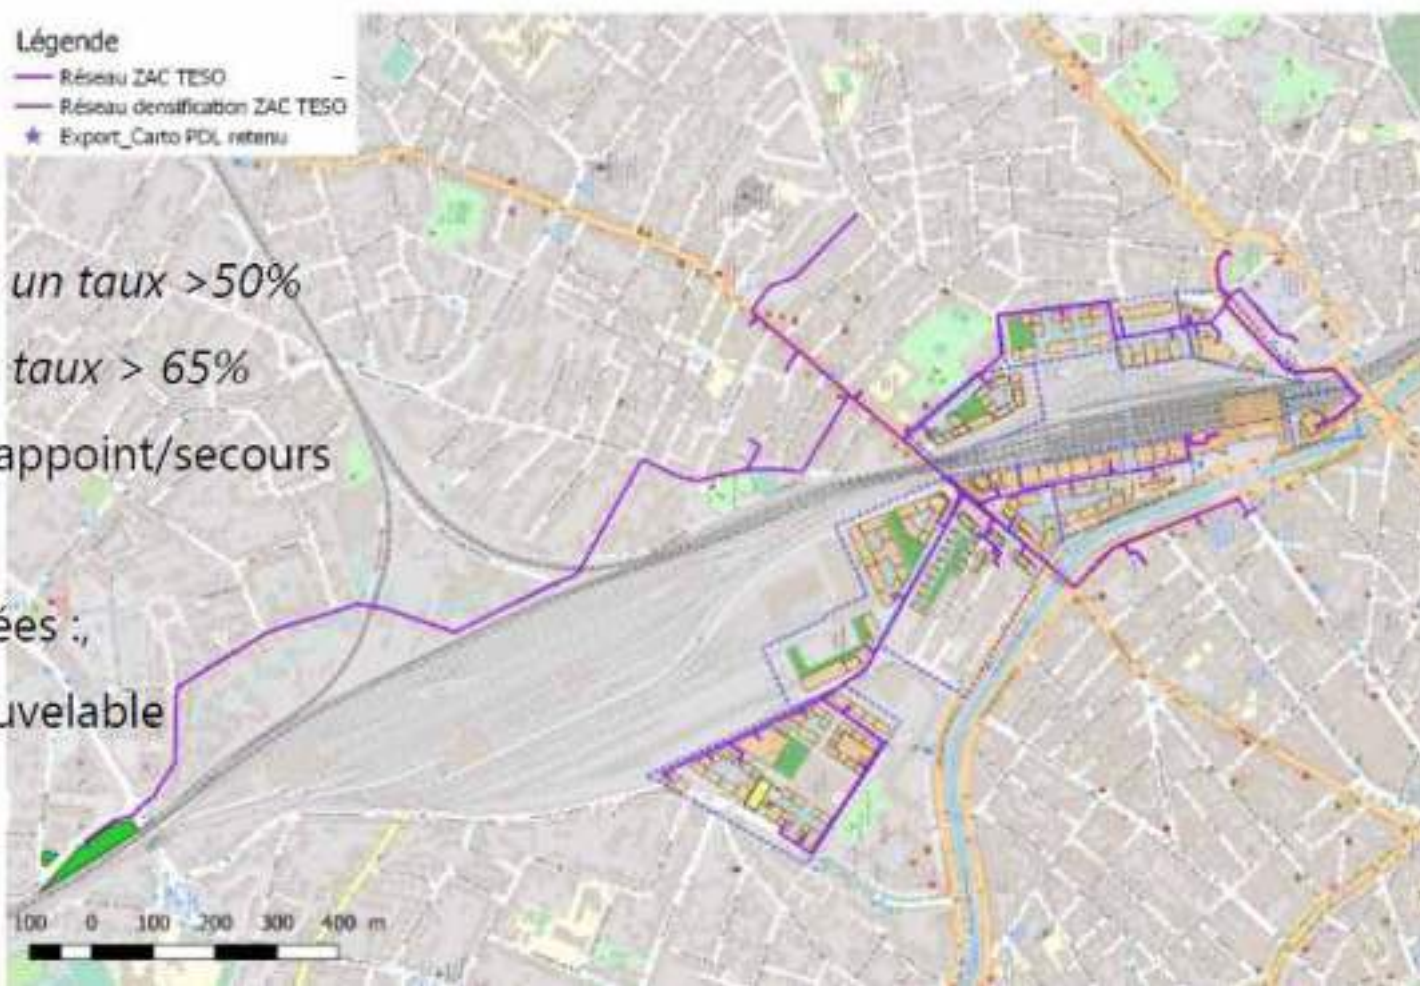 Légende
Réseau ZAC TESO –
Réseau densification ZAC TESO
Export_Carto PDL retenu
un taux >50%
taux > 65%
appoint/secours
ées :,
uvelable
100 0 100 200 300 400 m